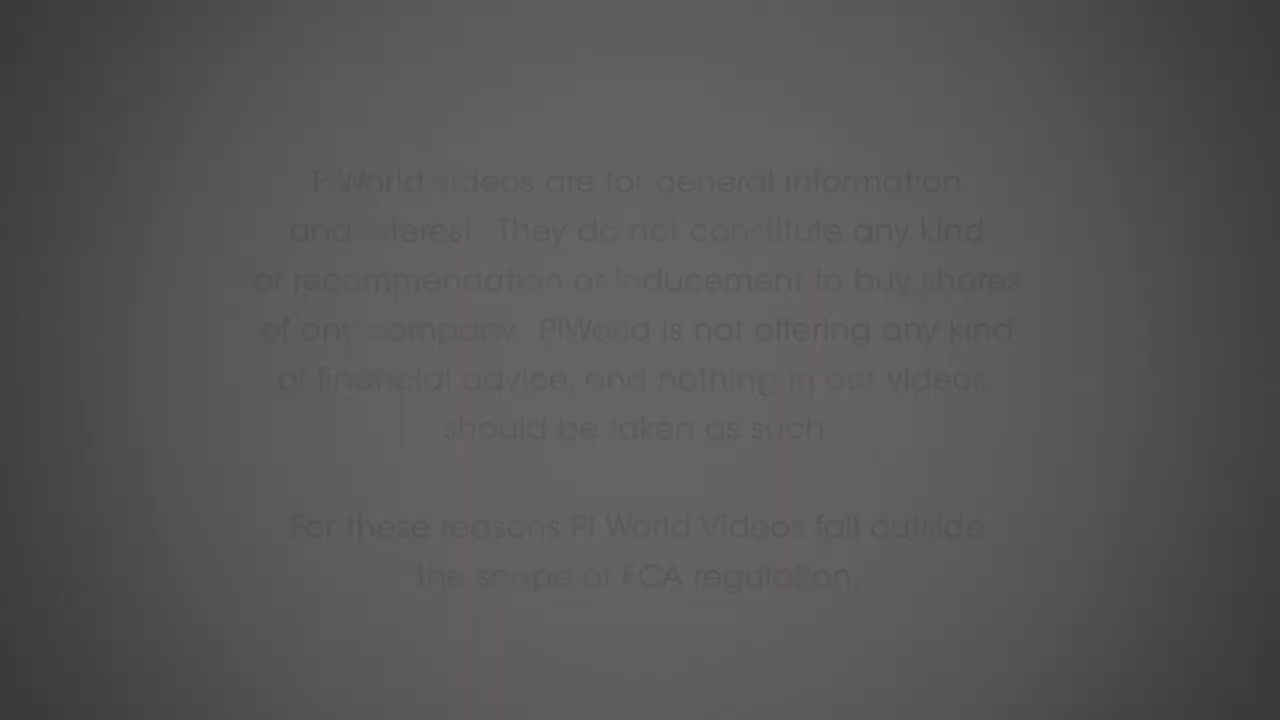 PIWorld videos are for general information
and interest. They do not constitute any kind
of recommendation or inducement to buy shares
of any company. PIWorld is not offering any kind
of financial advice, and nothing in our videos
should be taken as such.
For these reasons PI World Videos fall outside
the scope of FCA regulation.